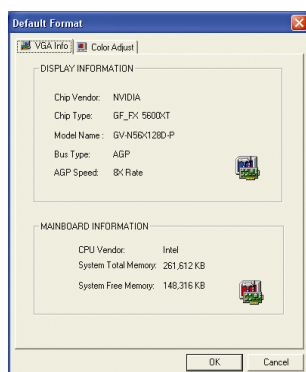 Default Format
VGA Info Color Adjust
DISPLAY INFORMATION
Chip Vendor: NVIDIA
Chip Type: GF_FX 5600XT
Model Name : GV-N56X128D-P
Bus Type: AGP
AGP Speed: 8X Rate
MAINBOARD INFORMATION
CPU Vendor: Intel
System Total Memory: 261,612 KB
System Free Memory: 148,316 KB
OK Cancel